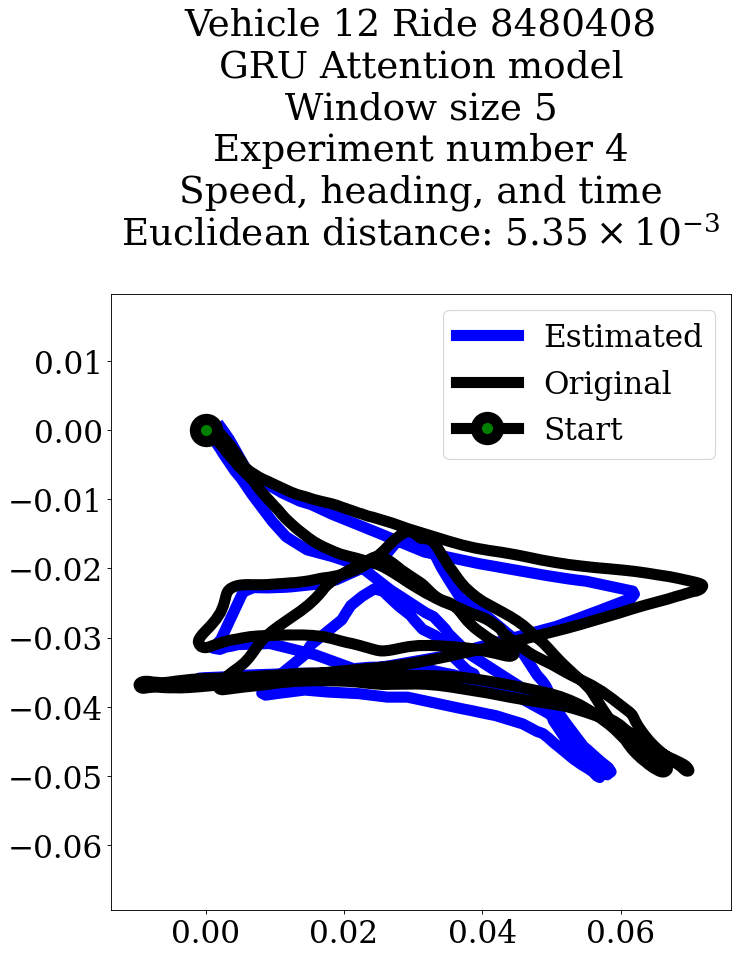 Vehicle 12 Ride 8480408
GRU Attention model
Window size 5
Experiment number 4
Speed, heading, and time
Euclidean distance: 5.35 × 10⁻³
Estimated
Original
Start
0.01
0.00
−0.01
−0.02
−0.03
−0.04
−0.05
−0.06
0.00 0.02 0.04 0.06